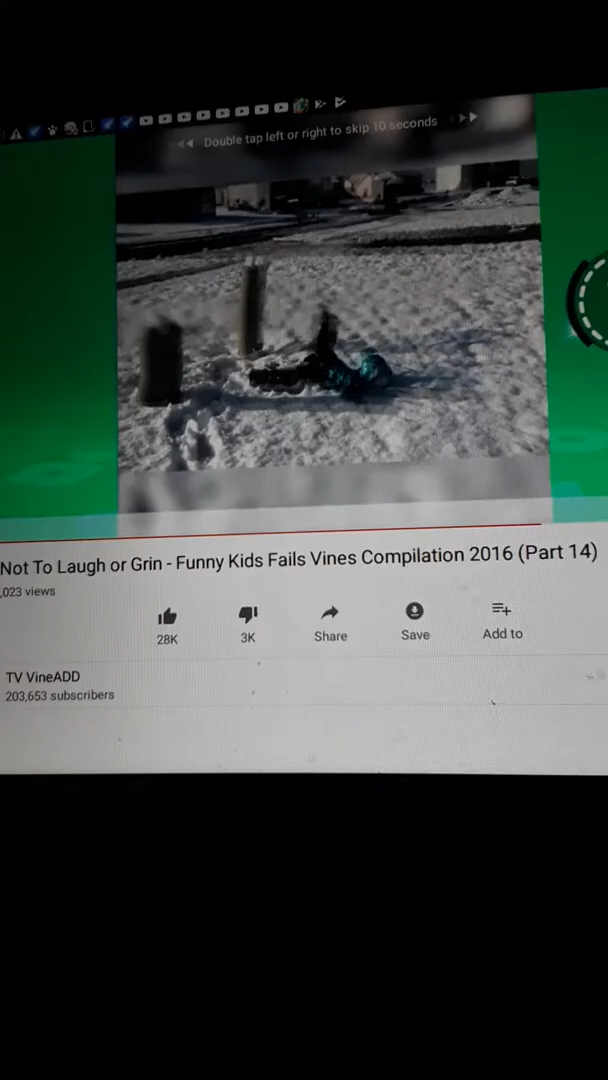 Double tap left or right to skip 10 seconds
Not To Laugh or Grin - Funny Kids Fails Vines Compilation 2016 (Part 14)
,023 views
28K
3K
Share
Save
Add to
TV VineADD
203,653 subscribers